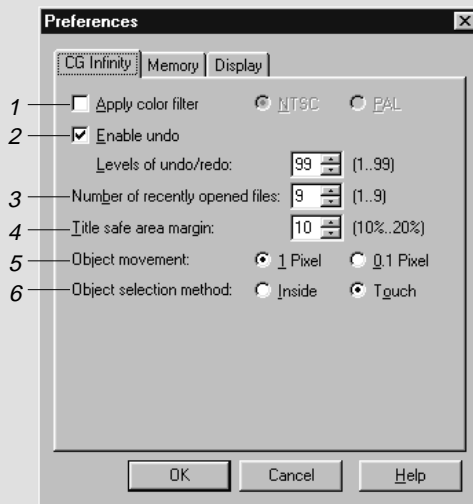 Preferences
CG Infinity Memory Display
1 Apply color filter NTSC PAL
2 Enable undo
Levels of undo/redo: 99 (1..99)
3 Number of recently opened files: 9 (1..9)
4 Title safe area margin: 10 (10%..20%)
5 Object movement: 1 Pixel 0.1 Pixel
6 Object selection method: Inside Touch
OK Cancel Help